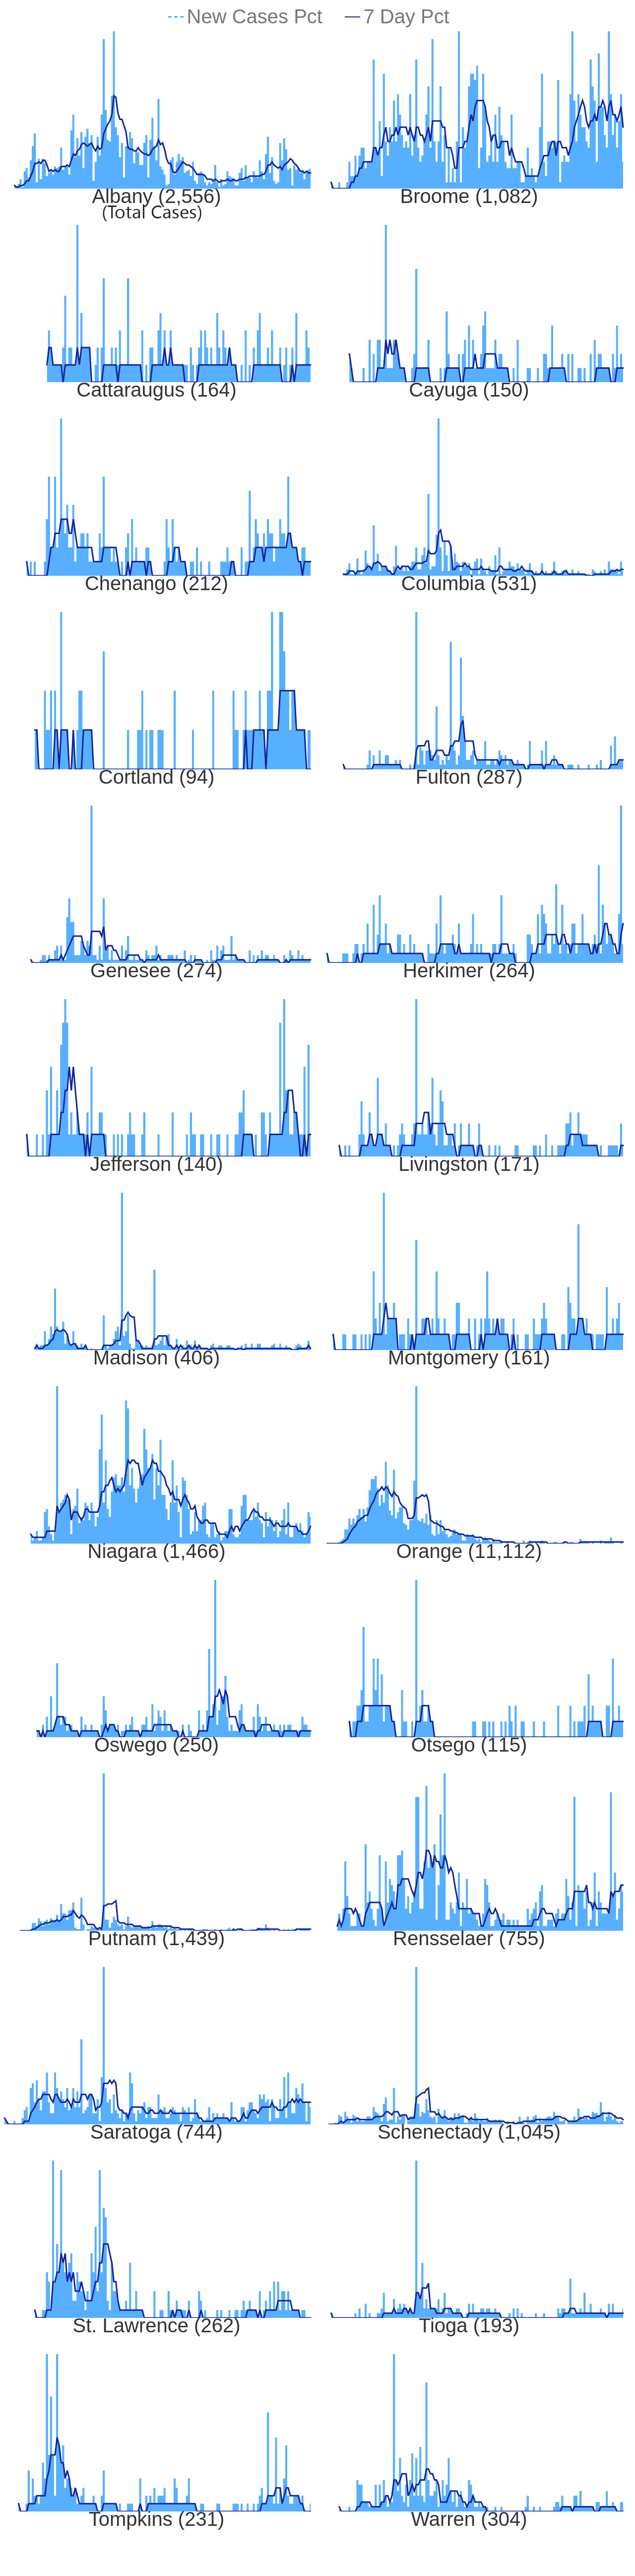 New Cases Pct 7 Day Pct
Albany (2,556) Broome (1,082)
(Total Cases)
Cattaraugus (164) Cayuga (150)
Chenango (212) Columbia (531)
Cortland (94) Fulton (287)
Genesee (274) Herkimer (264)
Jefferson (140) Livingston (171)
Madison (406) Montgomery (161)
Niagara (1,466) Orange (11,112)
Oswego (250) Otsego (115)
Putnam (1,439) Rensselaer (755)
Saratoga (744) Schenectady (1,045)
St. Lawrence (262) Tioga (193)
Tompkins (231) Warren (304)